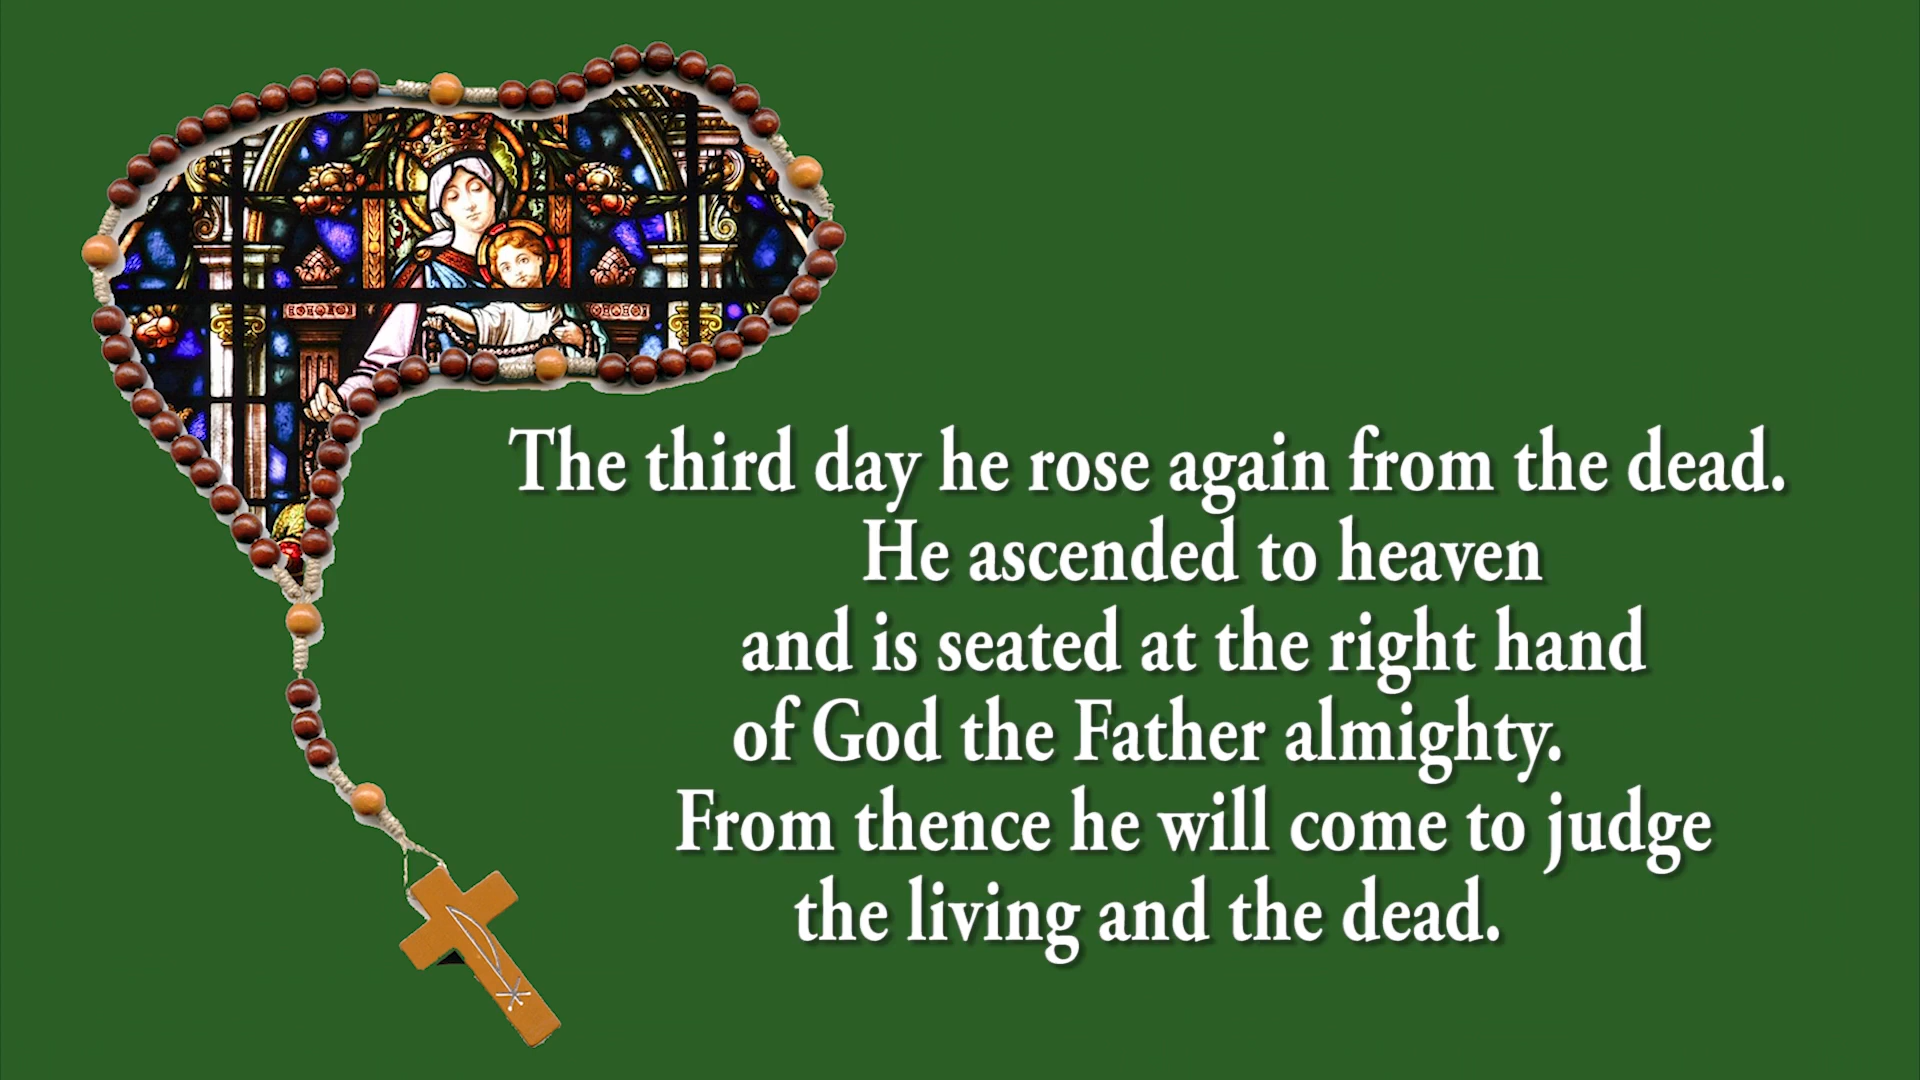 The third day he rose again from the dead.
He ascended to heaven
and is seated at the right hand
of God the Father almighty.
From thence he will come to judge
the living and the dead.